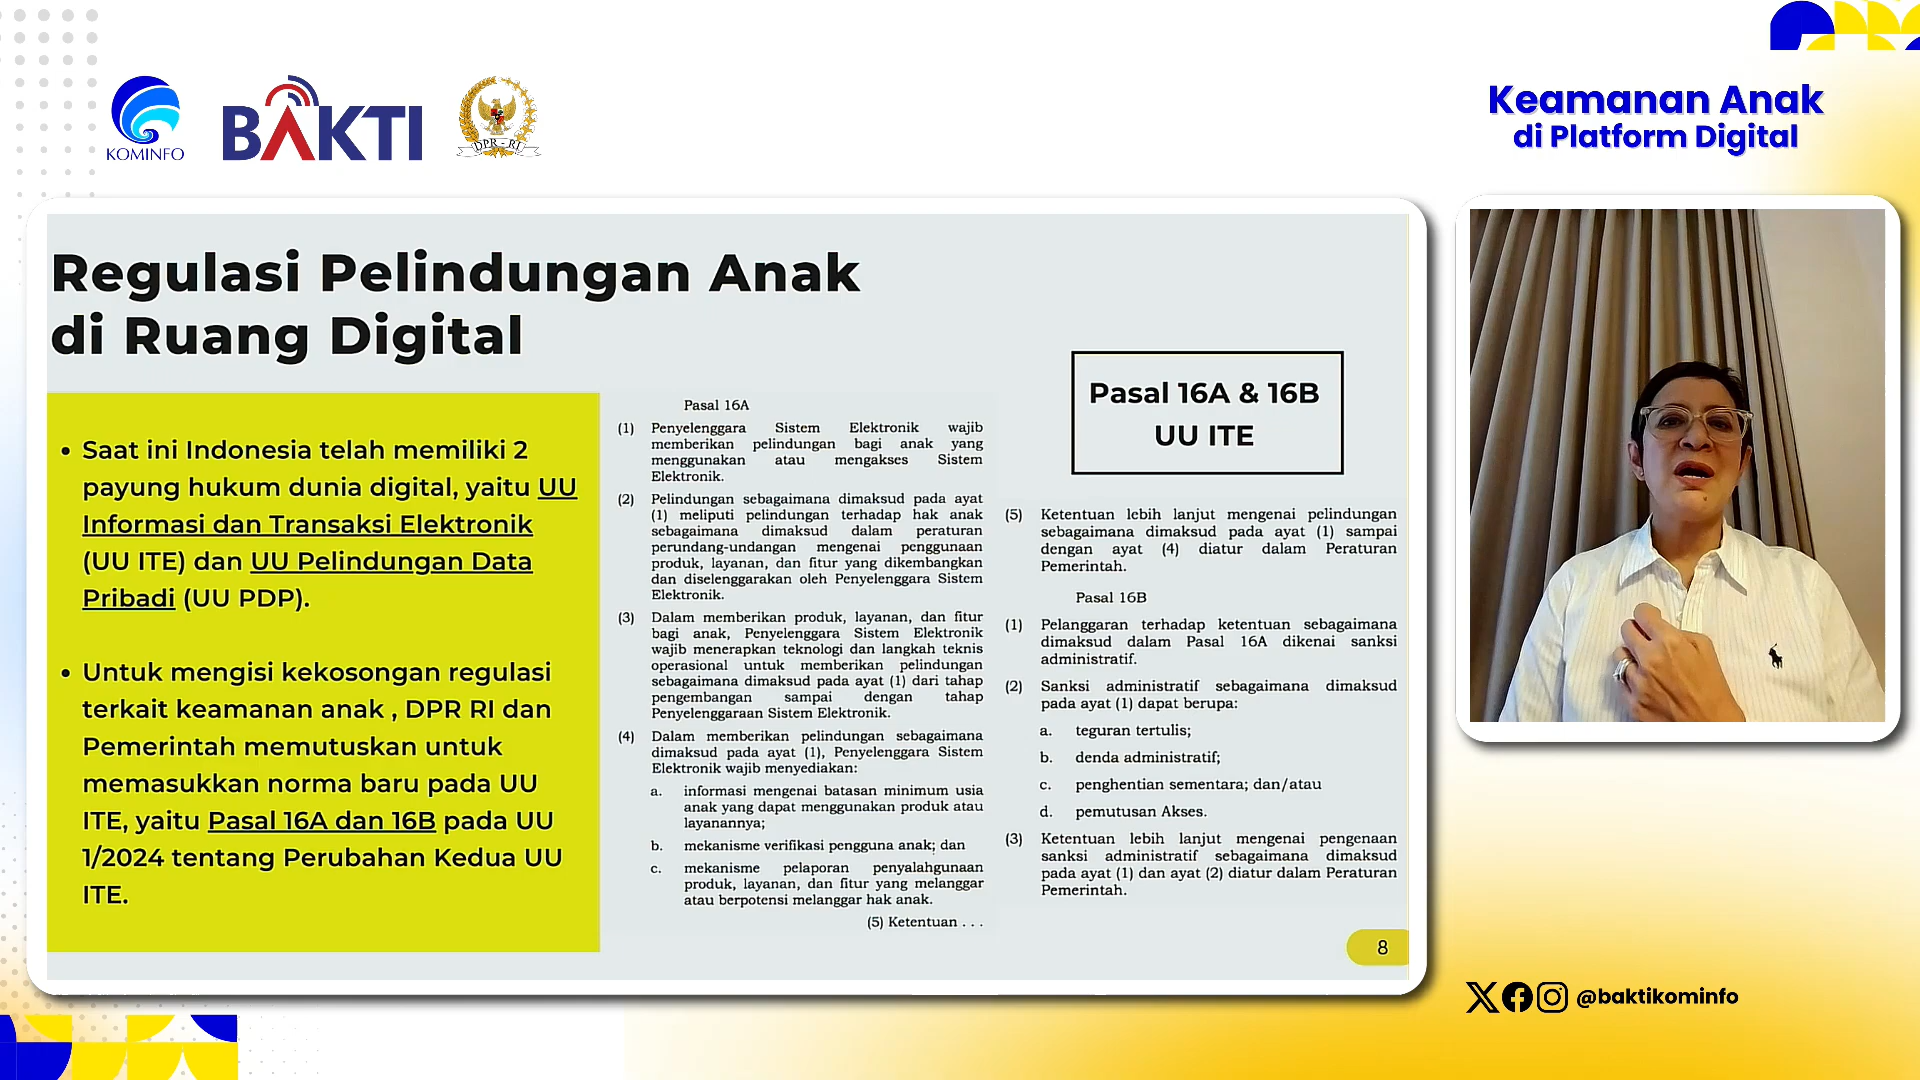 KOMINFO
BAKTI
DPR - RI
Keamanan Anak
di Platform Digital
Regulasi Pelindungan Anak
di Ruang Digital
• Saat ini Indonesia telah memiliki 2
payung hukum dunia digital, yaitu UU
Informasi dan Transaksi Elektronik
(UU ITE) dan UU Pelindungan Data
Pribadi (UU PDP).
• Untuk mengisi kekosongan regulasi
terkait keamanan anak , DPR RI dan
Pemerintah memutuskan untuk
memasukkan norma baru pada UU
ITE, yaitu Pasal 16A dan 16B pada UU
1/2024 tentang Perubahan Kedua UU
ITE.
Pasal 16A
(1) Penyelenggara Sistem Elektronik wajib
memberikan pelindungan bagi anak yang
menggunakan atau mengakses Sistem
Elektronik.
(2) Pelindungan sebagaimana dimaksud pada ayat
(1) meliputi pelindungan terhadap hak anak
sebagaimana dimaksud dalam peraturan
perundang-undangan mengenai penggunaan
produk, layanan, dan fitur yang dikembangkan
dan diselenggarakan oleh Penyelenggara Sistem
Elektronik.
(3) Dalam memberikan produk, layanan, dan fitur
bagi anak, Penyelenggara Sistem Elektronik
wajib menerapkan teknologi dan langkah teknis
operasional untuk memberikan pelindungan
sebagaimana dimaksud pada ayat (1) dari tahap
pengembangan sampai dengan tahap
Penyelenggaraan Sistem Elektronik.
(4) Dalam memberikan pelindungan sebagaimana
dimaksud pada ayat (1), Penyelenggara Sistem
Elektronik wajib menyediakan:
a. informasi mengenai batasan minimum usia
anak yang dapat menggunakan produk atau
layanannya;
b. mekanisme verifikasi pengguna anak; dan
c. mekanisme pelaporan penyalahgunaan
produk, layanan, dan fitur yang melanggar
atau berpotensi melanggar hak anak.
(5) Ketentuan . . .
Pasal 16A & 16B
UU ITE
(5) Ketentuan lebih lanjut mengenai pelindungan
sebagaimana dimaksud pada ayat (1) sampai
dengan ayat (4) diatur dalam Peraturan
Pemerintah.
Pasal 16B
(1) Pelanggaran terhadap ketentuan sebagaimana
dimaksud dalam Pasal 16A dikenai sanksi
administratif.
(2) Sanksi administratif sebagaimana dimaksud
pada ayat (1) dapat berupa:
a. teguran tertulis;
b. denda administratif;
c. penghentian sementara; dan/atau
d. pemutusan Akses.
(3) Ketentuan lebih lanjut mengenai pengenaan
sanksi administratif sebagaimana dimaksud
pada ayat (1) dan ayat (2) diatur dalam Peraturan
Pemerintah.
8
@baktikominfo